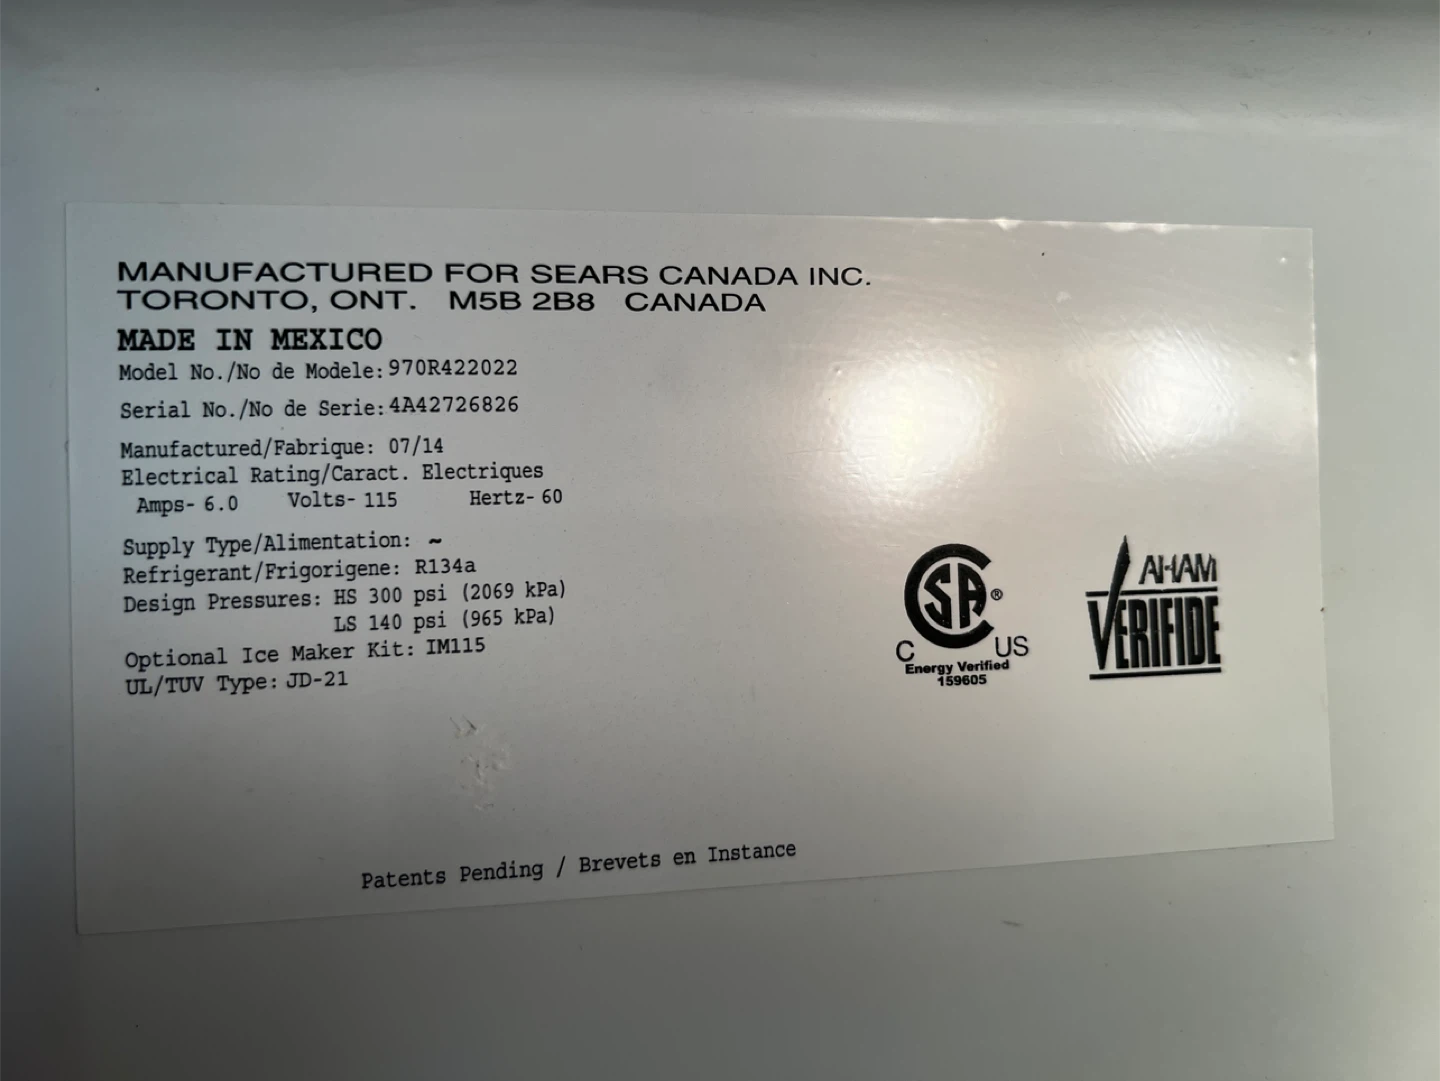 MANUFACTURED FOR SEARS CANADA INC.
TORONTO, ONT. M5B 2B8 CANADA
MADE IN MEXICO
Model No./No de Modele: 970R422022
Serial No./No de Serie: 4A42726826
Manufactured/Fabrique: 07/14
Electrical Rating/Caract. Electriques
Amps- 6.0 Volts- 115 Hertz- 60
Supply Type/Alimentation: ~
Refrigerant/Frigorigene: R134a
Design Pressures: HS 300 psi (2069 kPa)
LS 140 psi (965 kPa)
Optional Ice Maker Kit: IM115
UL/TUV Type: JD-21
CSA ®
C US
Energy Verified
159605
AHAM
VERIFIDE
Patents Pending / Brevets en Instance